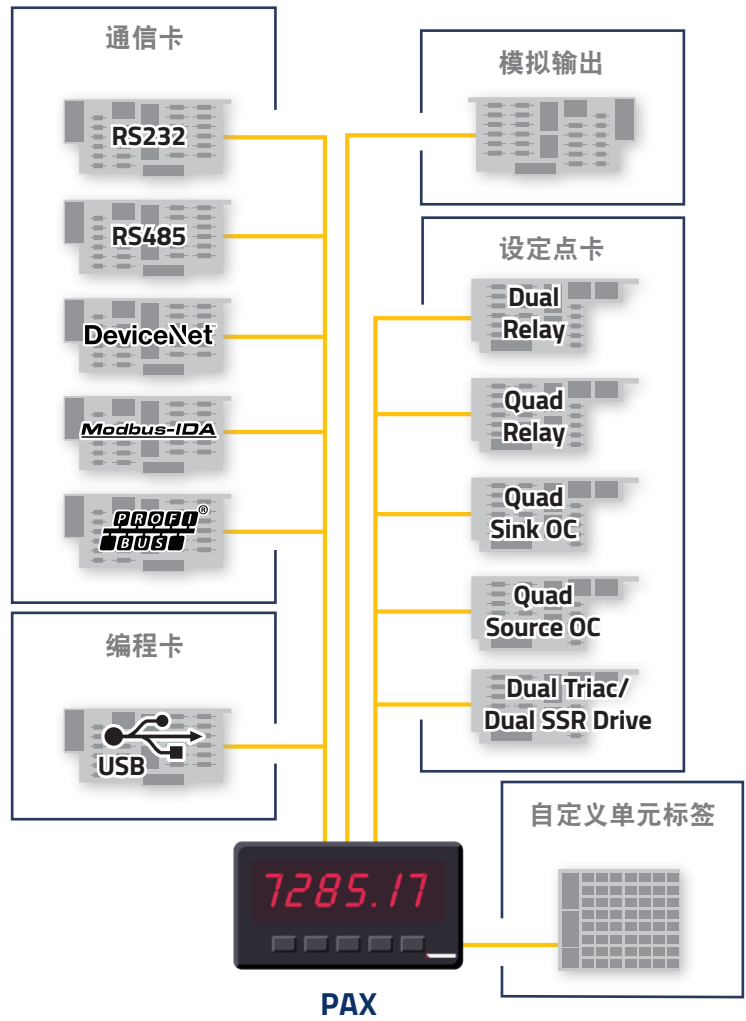 通信卡
RS232
RS485
DeviceNet
Modbus-IDA
PROFI®
BUS
编程卡
USB
模拟输出
设定点卡
Dual
Relay
Quad
Relay
Quad
Sink OC
Quad
Source OC
Dual Triac/
Dual SSR Drive
自定义单元标签
7285.17
PAX